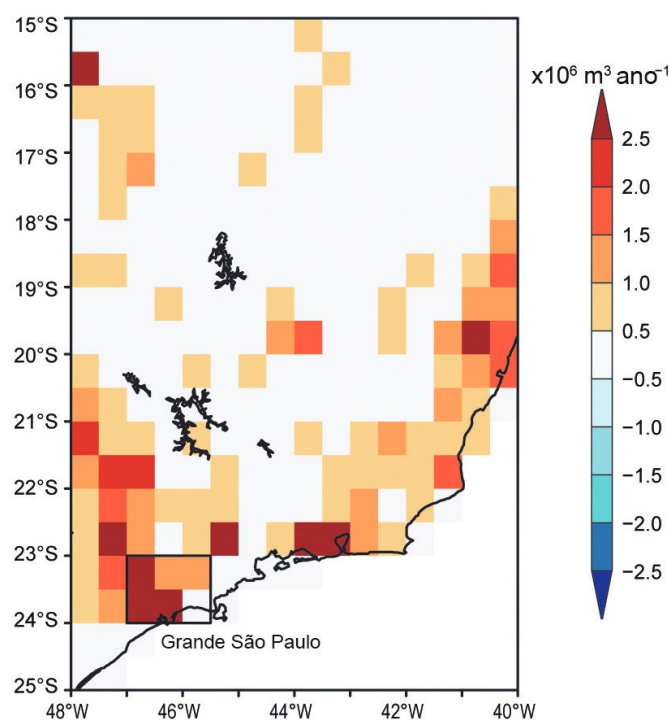 15°S
16°S
17°S
18°S
19°S
20°S
21°S
22°S
23°S
24°S
25°S
48°W 46°W 44°W 42°W 40°W
Grande São Paulo
x10⁶ m³ ano⁻¹
2.5
2.0
1.5
1.0
0.5
−0.5
−1.0
−1.5
−2.0
−2.5